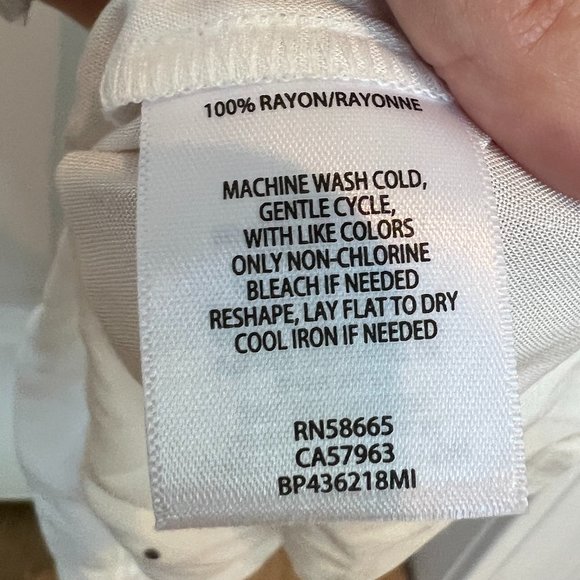 100% RAYON/RAYONNE
MACHINE WASH COLD,
GENTLE CYCLE,
WITH LIKE COLORS
ONLY NON-CHLORINE
BLEACH IF NEEDED
RESHAPE, LAY FLAT TO DRY
COOL IRON IF NEEDED
RN58665
CA57963
BP436218MI